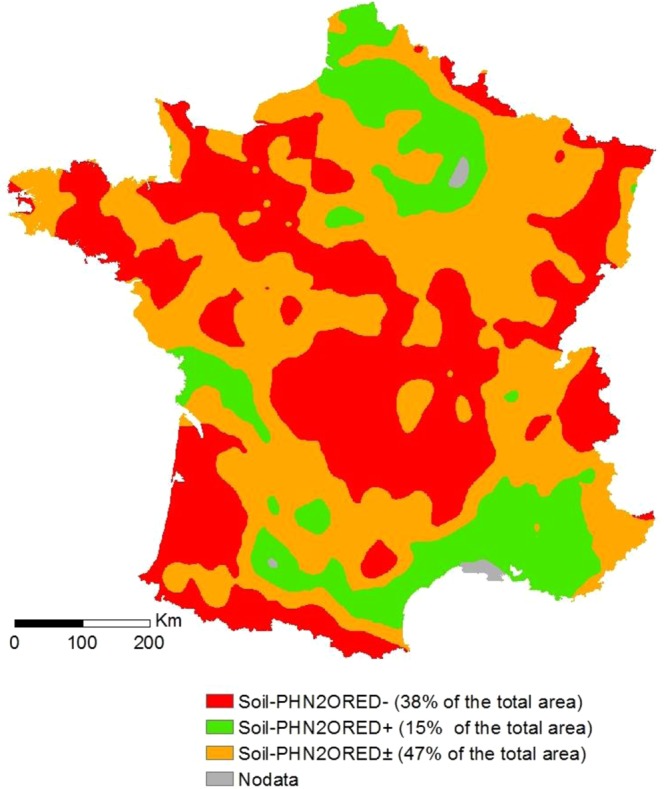 Km
0 100 200
Soil-PHN2ORED- (38% of the total area)
Soil-PHN2ORED+ (15% of the total area)
Soil-PHN2ORED± (47% of the total area)
Nodata